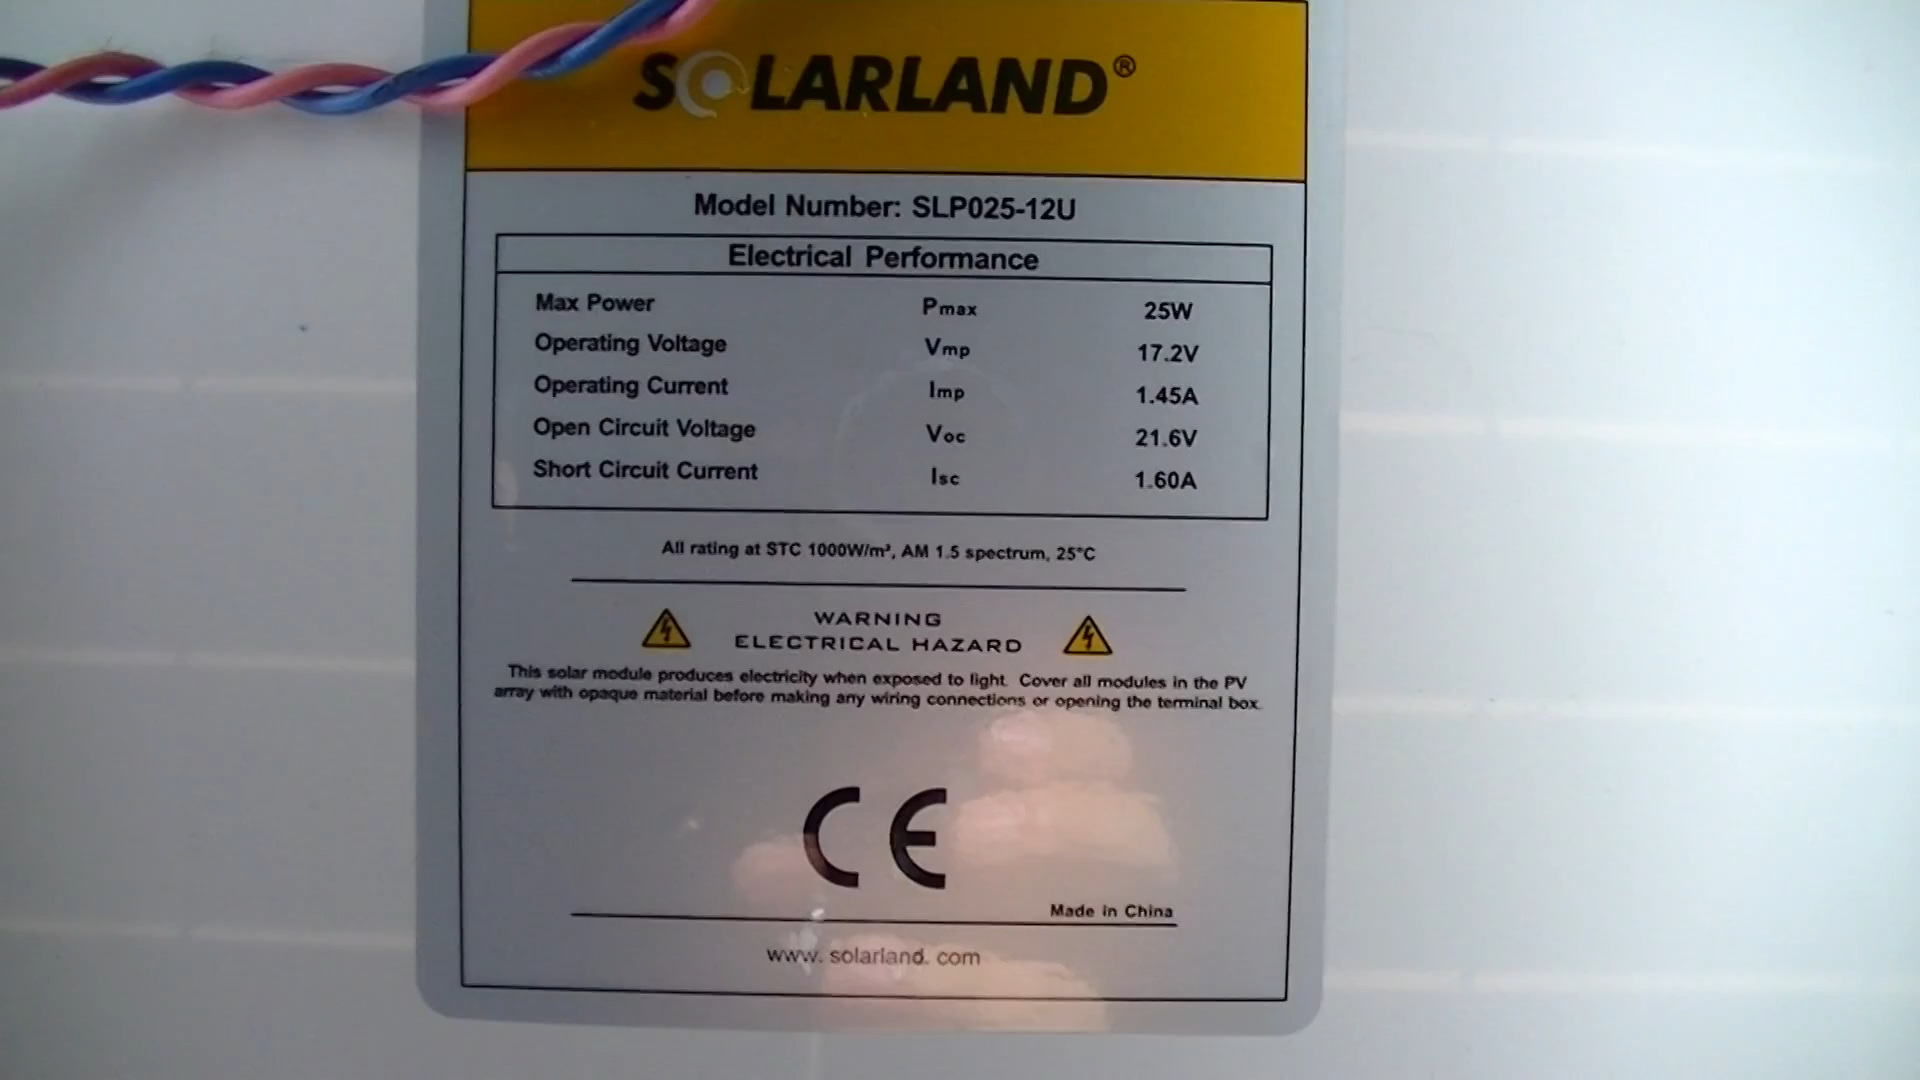 SOLARLAND®
Model Number: SLP025-12U
Electrical Performance
Max Power Pmax 25W
Operating Voltage Vmp 17.2V
Operating Current Imp 1.45A
Open Circuit Voltage Voc 21.6V
Short Circuit Current Isc 1.60A
All rating at STC 1000W/m², AM 1.5 spectrum, 25°C
WARNING
ELECTRICAL HAZARD
This solar module produces electricity when exposed to light. Cover all modules in the PV
array with opaque material before making any wiring connections or opening the terminal box.
CE
Made in China
www. solarland. com